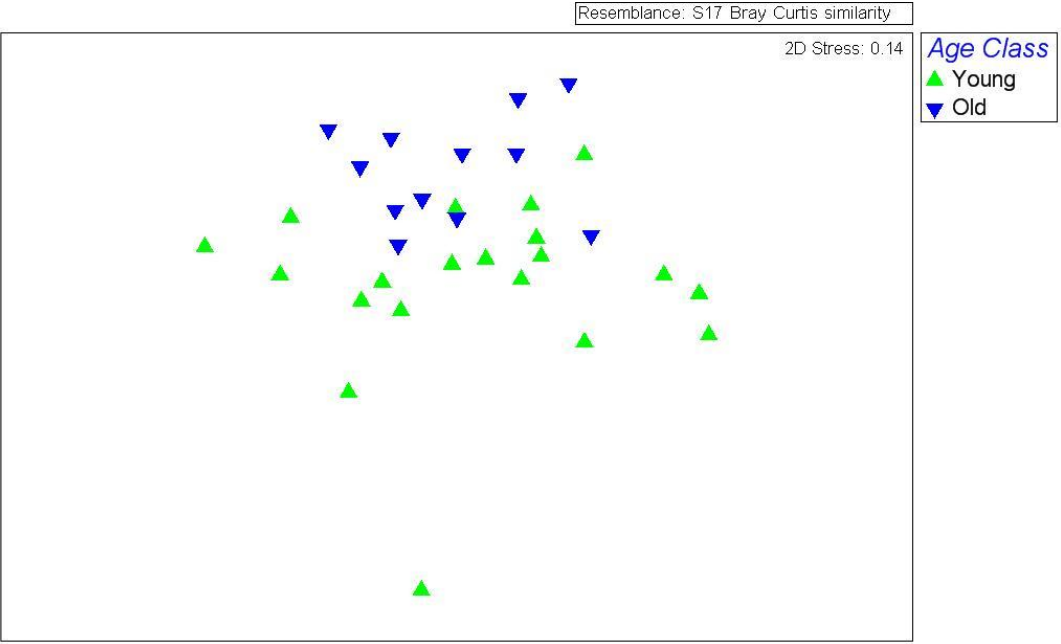 Resemblance: S17 Bray Curtis similarity
2D Stress: 0.14
Age Class
Young
Old